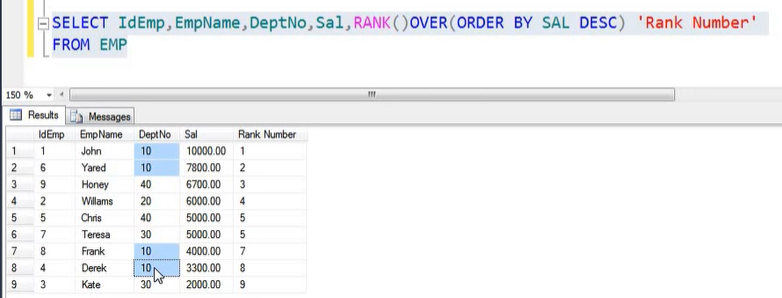 SELECT IdEmp,EmpName,DeptNo,Sal,RANK()OVER(ORDER BY SAL DESC) 'Rank Number'
FROM EMP
150 %
Results Messages
IdEmp EmpName DeptNo Sal Rank Number
1 1 John 10 10000.00 1
2 6 Yared 10 7800.00 2
3 9 Honey 40 6700.00 3
4 2 Willams 20 6000.00 4
5 5 Chris 40 5000.00 5
6 7 Teresa 30 5000.00 5
7 8 Frank 10 4000.00 7
8 4 Derek 10 3300.00 8
9 3 Kate 30 2000.00 9